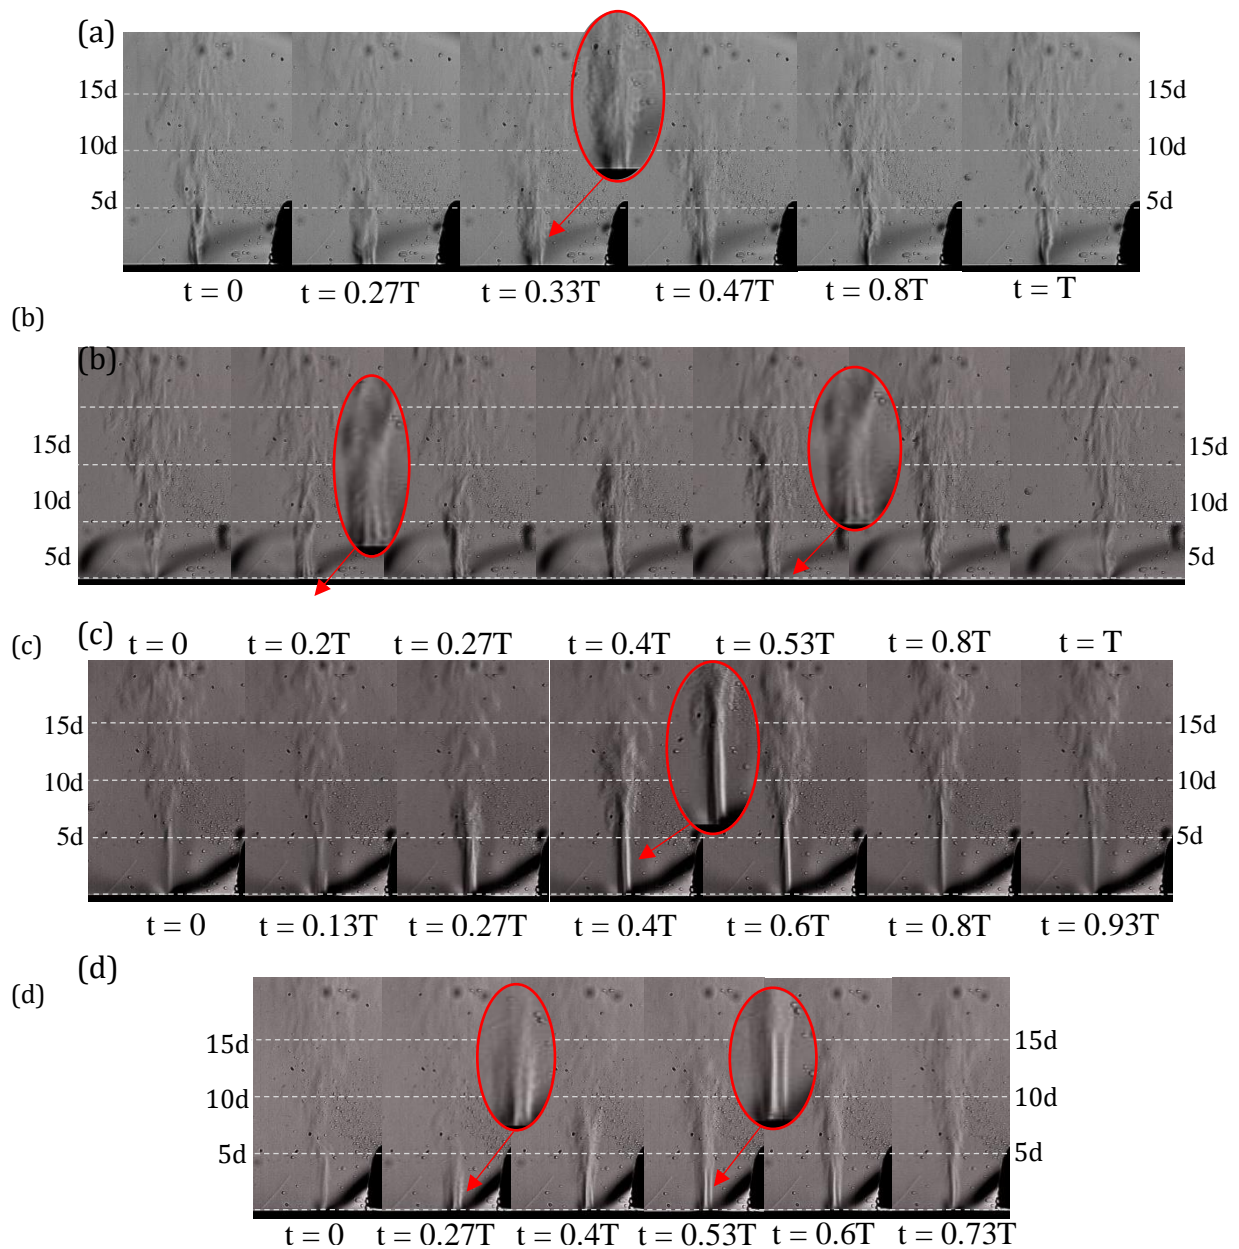 (a)
15d 15d
10d 10d
5d 5d
t = 0 t = 0.27T t = 0.33T t = 0.47T t = 0.8T t = T
(b)
(b)
15d 15d
10d 10d
5d 5d
(c) (c) t = 0 t = 0.2T t = 0.27T t = 0.4T t = 0.53T t = 0.8T t = T
15d 15d
10d 10d
5d 5d
t = 0 t = 0.13T t = 0.27T t = 0.4T t = 0.6T t = 0.8T t = 0.93T
(d)
(d)
15d 15d
10d 10d
5d 5d
t = 0 t = 0.27T t = 0.4T t = 0.53T t = 0.6T t = 0.73T